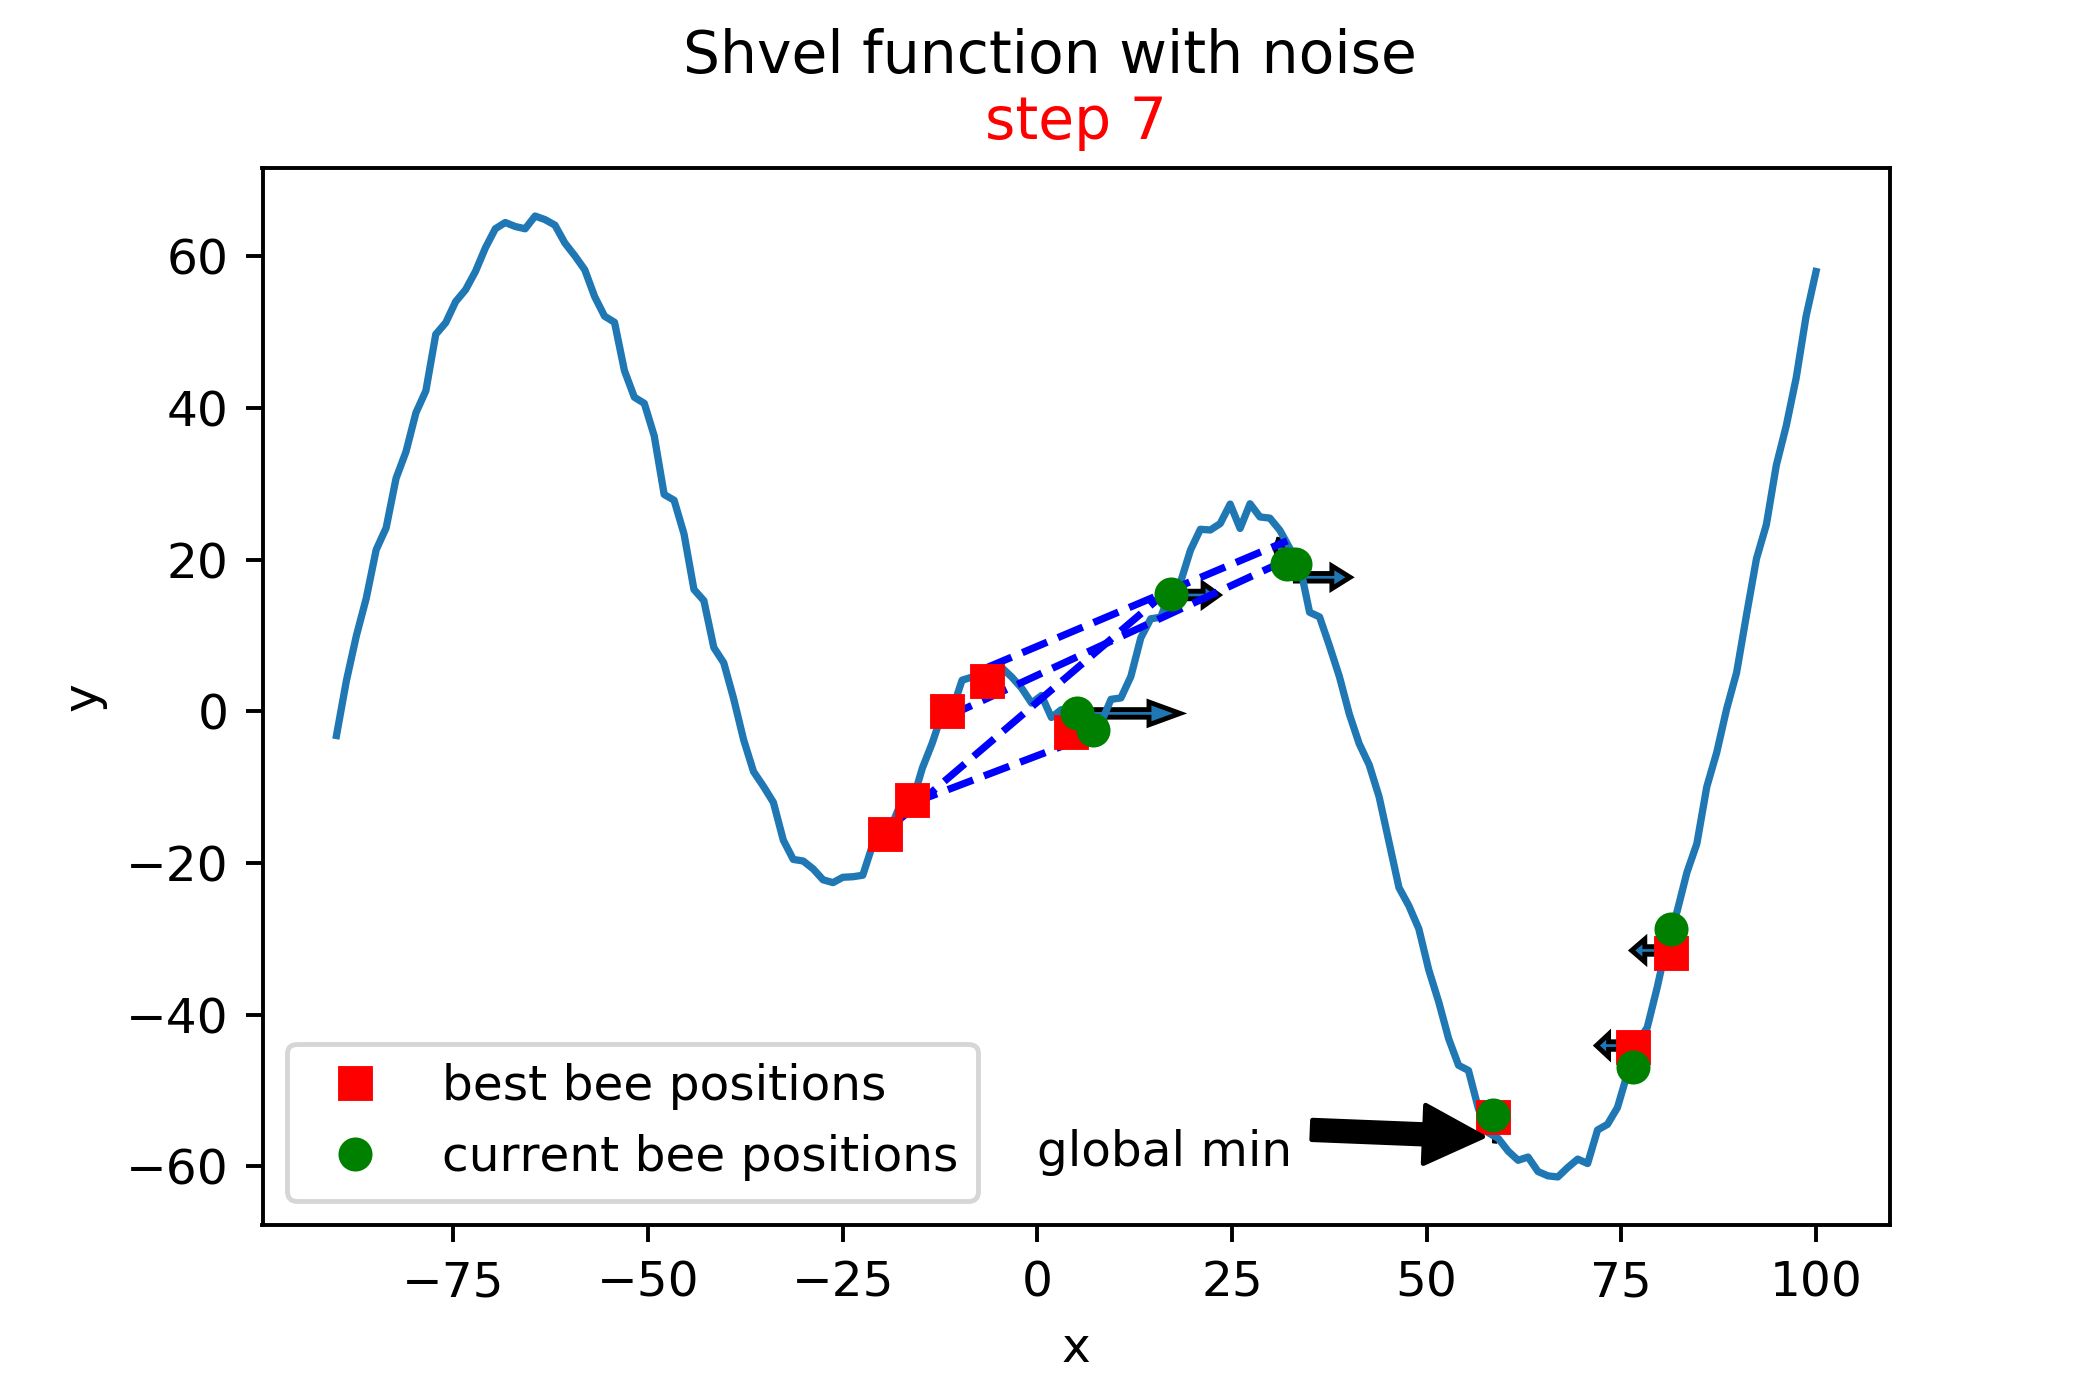 Shvel function with noise
step 7
60
40
20
0
−20
−40
−60
y
best bee positions
current bee positions
global min
−75
−50
−25
0
25
50
75
100
x